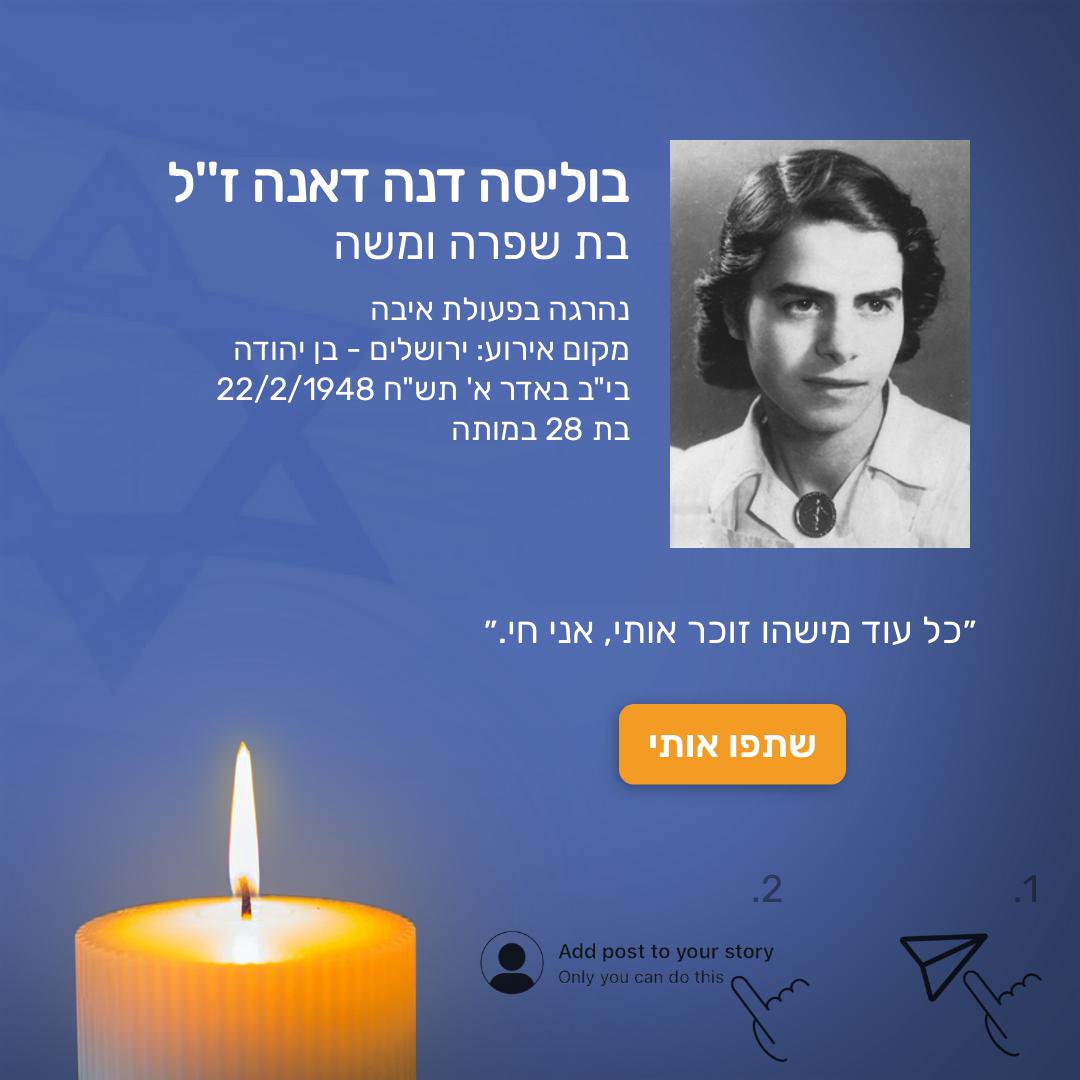 בוליסה דנה דאנה ז"ל
בת שפרה ומשה
נהרגה בפעולת איבה
מקום אירוע: ירושלים - בן יהודה
בי"ב באדר א' תש"ח 22/2/1948
בת 28 במותה
״כל עוד מישהו זוכר אותי, אני חי.״
שתפו אותי
.1
.2
Add post to your story
Only you can do this